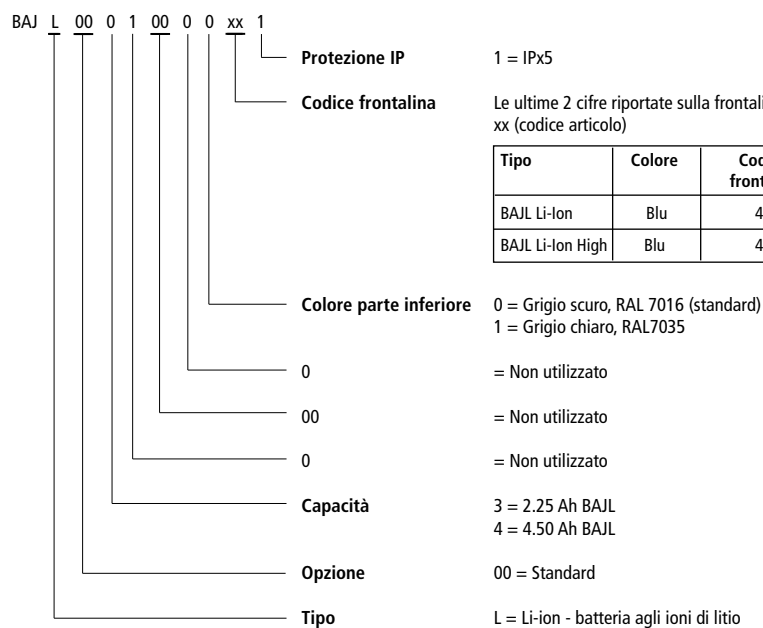 BAJ L 00 0 1 00 0 0 xx 1
Protezione IP 1 = IPx5
Codice frontalina Le ultime 2 cifre riportate sulla
xx (codice articolo)
Tipo Colore
BAJL Li-Ion Blu 4
BAJL Li-Ion High Blu 4
Colore parte inferiore 0 = Grigio scuro, RAL 7016 (standard)
1 = Grigio chiaro, RAL7035
0 = Non utilizzato
00 = Non utilizzato
0 = Non utilizzato
Capacità 3 = 2.25 Ah BAJL
4 = 4.50 Ah BAJL
Opzione 00 = Standard
Tipo L = Li-ion - batteria agli ioni di litio